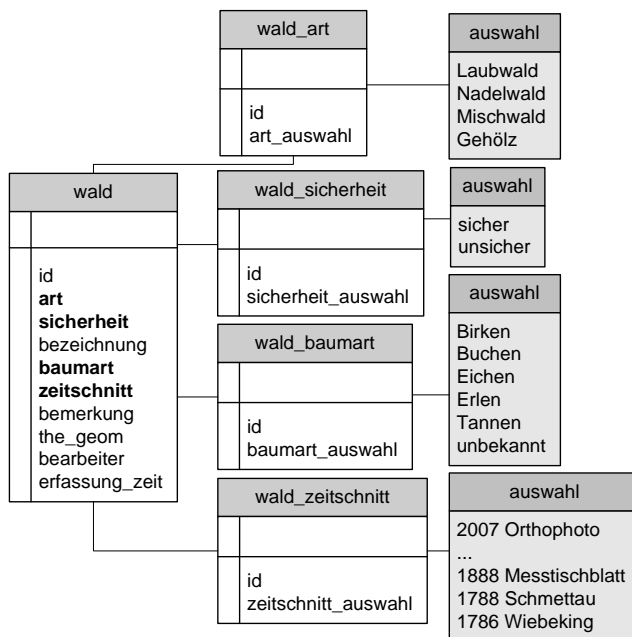 wald_art
id
art_auswahl
auswahl
Laubwald
Nadelwald
Mischwald
Gehölz
wald
id
art
sicherheit
bezeichnung
baumart
zeitschnitt
bemerkung
the_geom
bearbeiter
erfassung_zeit
wald_sicherheit
id
sicherheit_auswahl
auswahl
sicher
unsicher
wald_baumart
id
baumart_auswahl
auswahl
Birken
Buchen
Eichen
Erlen
Tannen
unbekannt
wald_zeitschnitt
id
zeitschnitt_auswahl
auswahl
2007 Orthophoto
...
1888 Messtischblatt
1788 Schmettau
1786 Wiebeking